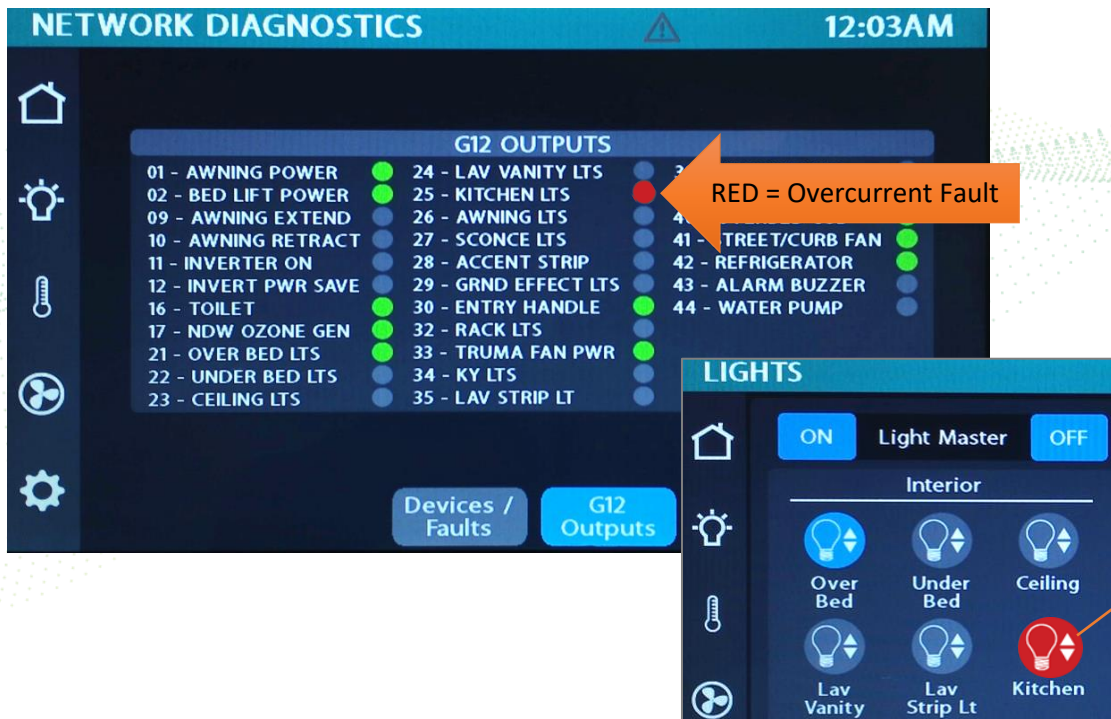 NETWORK DIAGNOSTICS 12:03AM
G12 OUTPUTS
01 - AWNING POWER
02 - BED LIFT POWER
09 - AWNING EXTEND
10 - AWNING RETRACT
11 - INVERTER ON
12 - INVERT PWR SAVE
16 - TOILET
17 - NDW OZONE GEN
21 - OVER BED LTS
22 - UNDER BED LTS
23 - CEILING LTS
24 - LAV VANITY LTS
25 - KITCHEN LTS
26 - AWNING LTS
27 - SCONCE LTS
28 - ACCENT STRIP
29 - GRND EFFECT LTS
30 - ENTRY HANDLE
32 - RACK LTS
33 - TRUMA FAN PWR
34 - KY LTS
35 - LAV STRIP LT
41 - STREET/CURB FAN
42 - REFRIGERATOR
43 - ALARM BUZZER
44 - WATER PUMP
RED = Overcurrent Fault
Devices /
Faults
G12
Outputs
LIGHTS
ON Light Master OFF
Interior
Over
Bed
Under
Bed
Ceiling
Lav
Vanity
Lav
Strip Lt
Kitchen